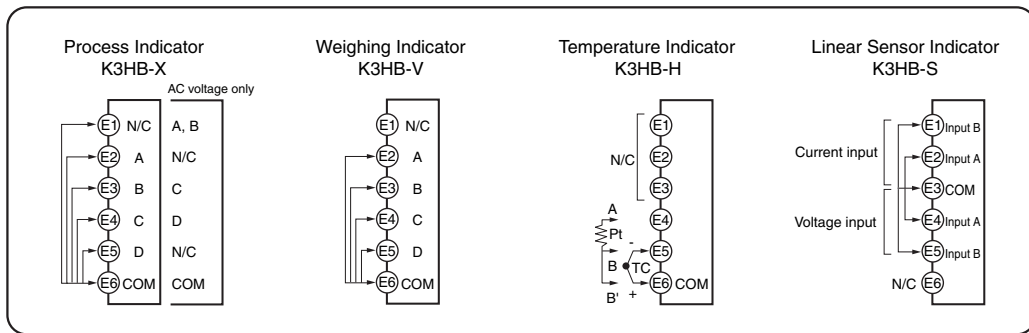 Process Indicator
K3HB-X
AC voltage only
E1 N/C A, B
E2 A N/C
E3 B C
E4 C D
E5 D N/C
E6 COM COM
Weighing Indicator
K3HB-V
E1 N/C
E2 A
E3 B
E4 C
E5 D
E6 COM
Temperature Indicator
K3HB-H
E1
N/C E2
E3
A E4
Pt
- E5
B TC
B' + E6 COM
Linear Sensor Indicator
K3HB-S
E1 Input B
Current input
E2 Input A
E3 COM
Voltage input
E4 Input A
E5 Input B
N/C E6